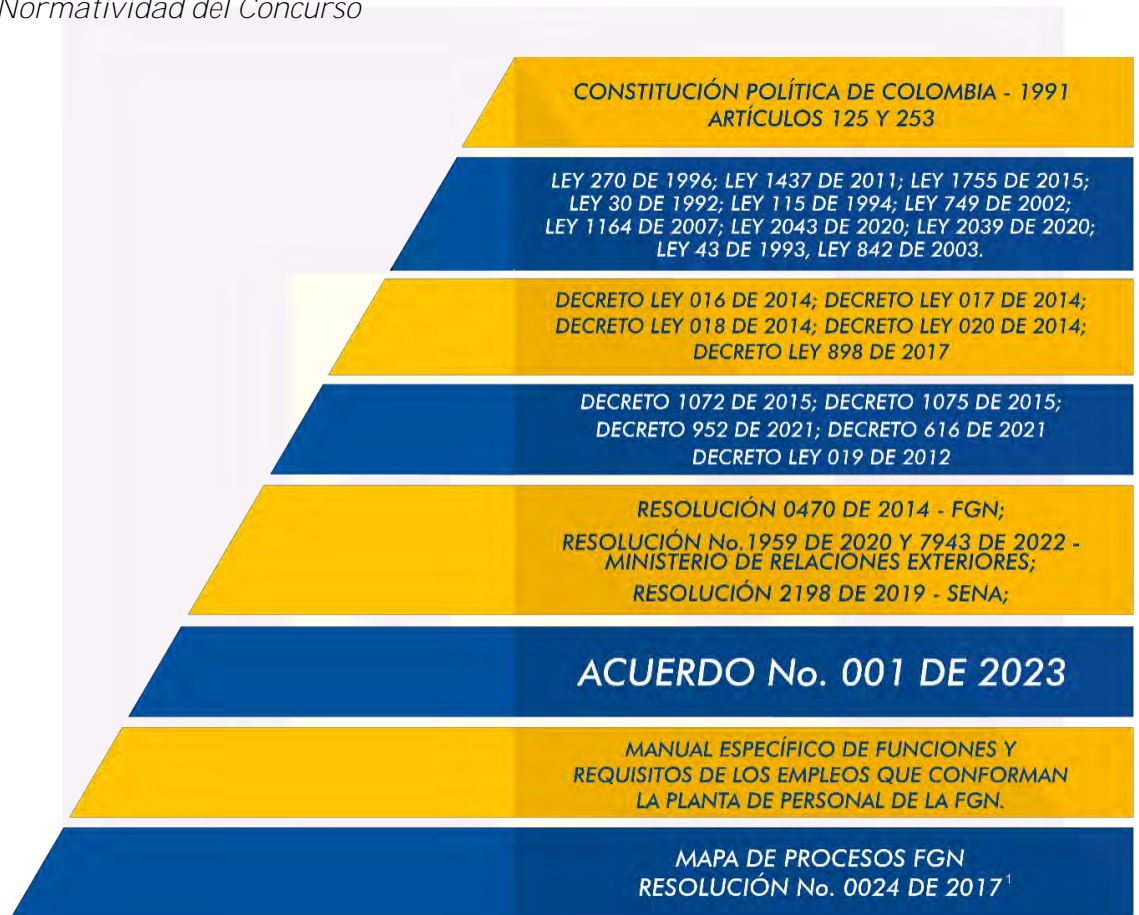 Normatividad del Concurso
CONSTITUCIÓN POLÍTICA DE COLOMBIA - 1991
ARTÍCULOS 125 Y 253
LEY 270 DE 1996; LEY 1437 DE 2011; LEY 1755 DE 2015;
LEY 30 DE 1992; LEY 115 DE 1994; LEY 749 DE 2002;
LEY 1164 DE 2007; LEY 2043 DE 2020; LEY 2039 DE 2020;
LEY 43 DE 1993, LEY 842 DE 2003.
DECRETO LEY 016 DE 2014; DECRETO LEY 017 DE 2014;
DECRETO LEY 018 DE 2014; DECRETO LEY 020 DE 2014;
DECRETO LEY 898 DE 2017
DECRETO 1072 DE 2015; DECRETO 1075 DE 2015;
DECRETO 952 DE 2021; DECRETO 616 DE 2021
DECRETO LEY 019 DE 2012
RESOLUCIÓN 0470 DE 2014 - FGN;
RESOLUCIÓN No.1959 DE 2020 Y 7943 DE 2022 -
MINISTERIO DE RELACIONES EXTERIORES;
RESOLUCIÓN 2198 DE 2019 - SENA;
ACUERDO No. 001 DE 2023
MANUAL ESPECÍFICO DE FUNCIONES Y
REQUISITOS DE LOS EMPLEOS QUE CONFORMAN
LA PLANTA DE PERSONAL DE LA FGN.
MAPA DE PROCESOS FGN
RESOLUCIÓN No. 0024 DE 2017¹